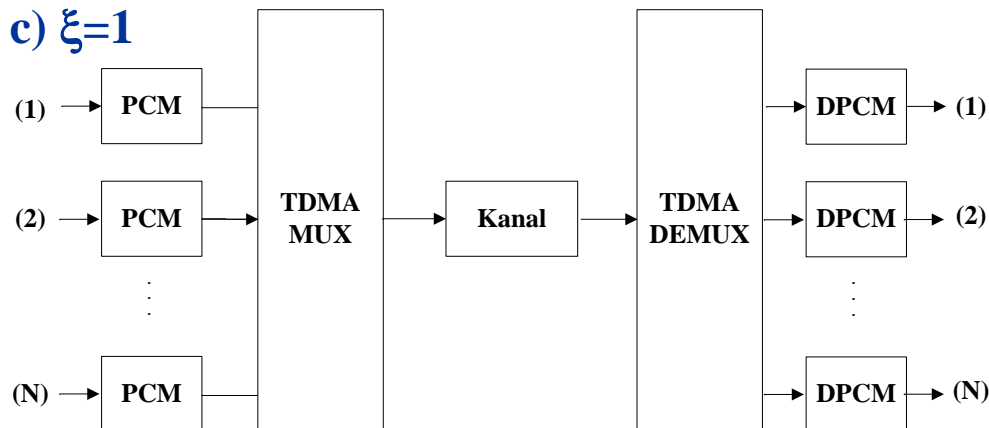 c) ξ=1
(1) PCM DPCM (1)
(2) PCM TDMA MUX Kanal TDMA DEMUX DPCM (2)
(N) PCM DPCM (N)